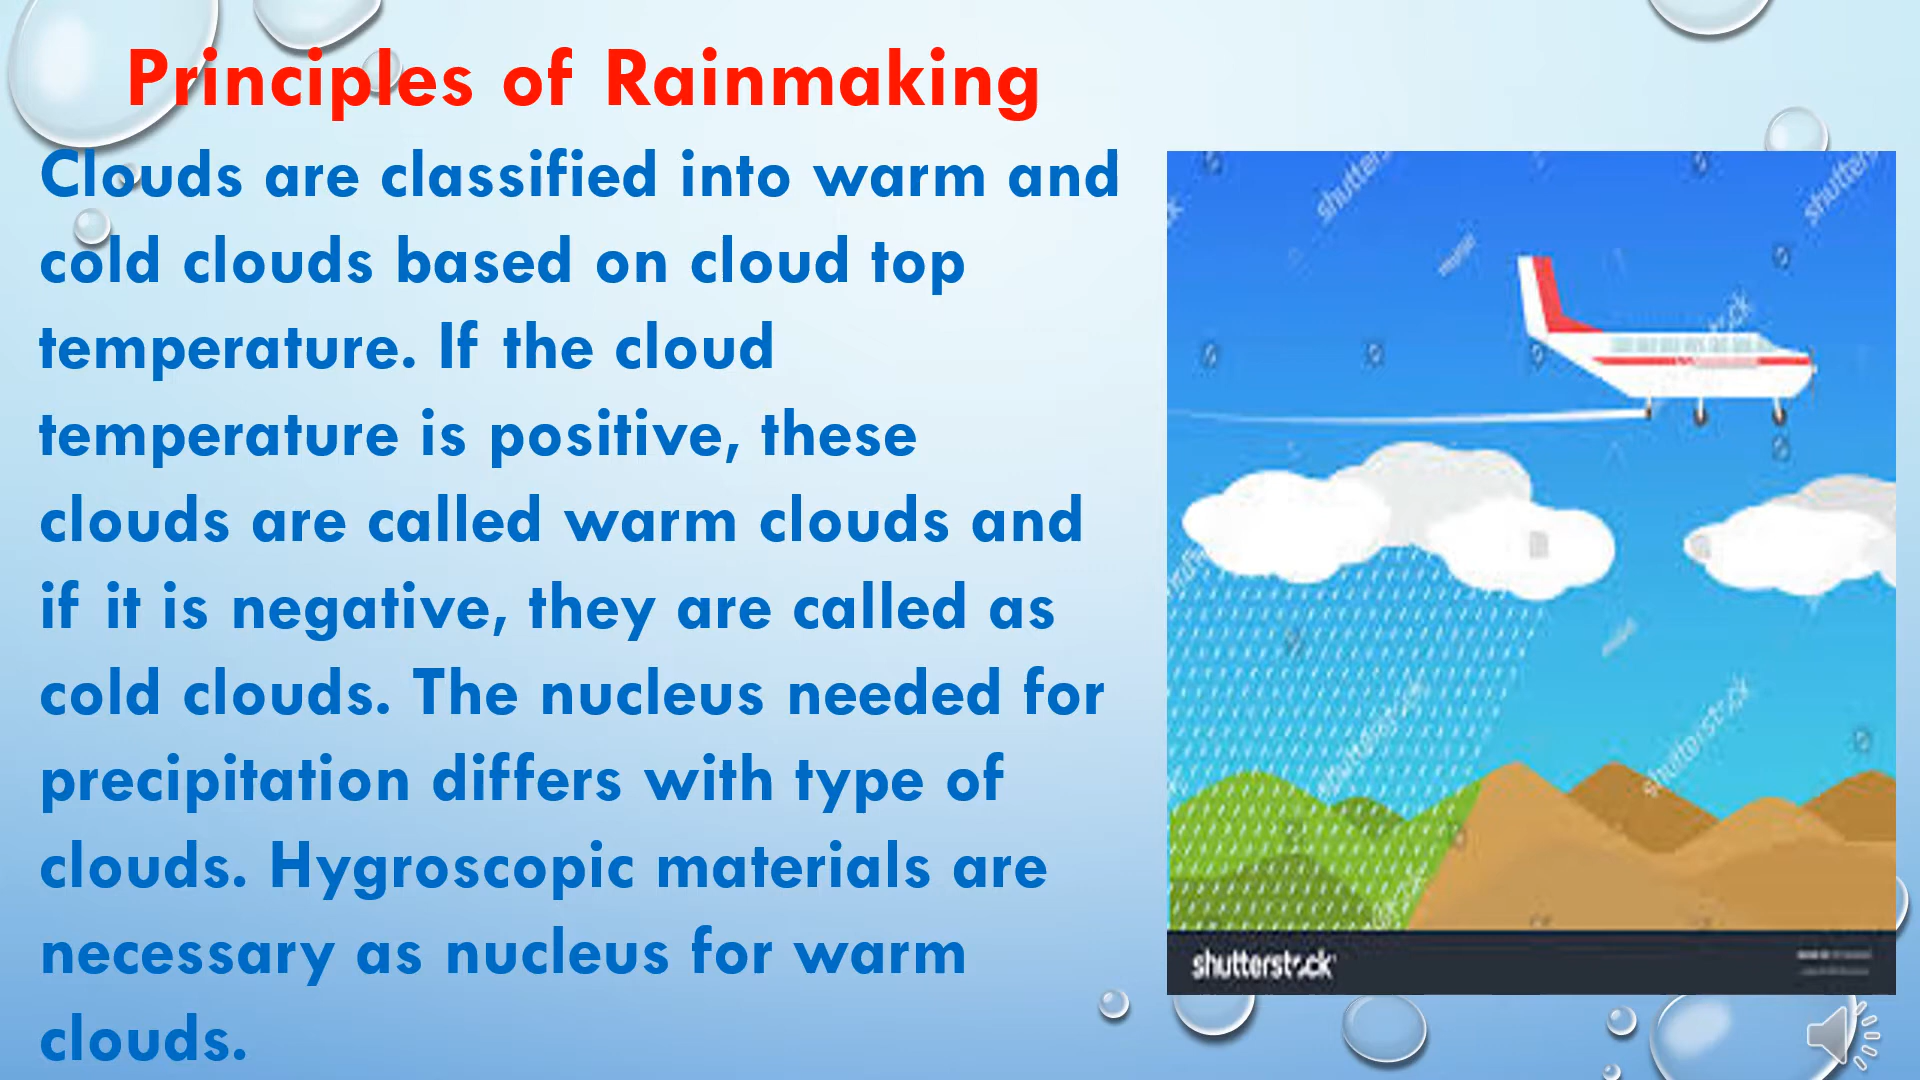 Principles of Rainmaking
Clouds are classified into warm and
cold clouds based on cloud top
temperature. If the cloud
temperature is positive, these
clouds are called warm clouds and
if it is negative, they are called as
cold clouds. The nucleus needed for
precipitation differs with type of
clouds. Hygroscopic materials are
necessary as nucleus for warm
clouds.
shutterstock